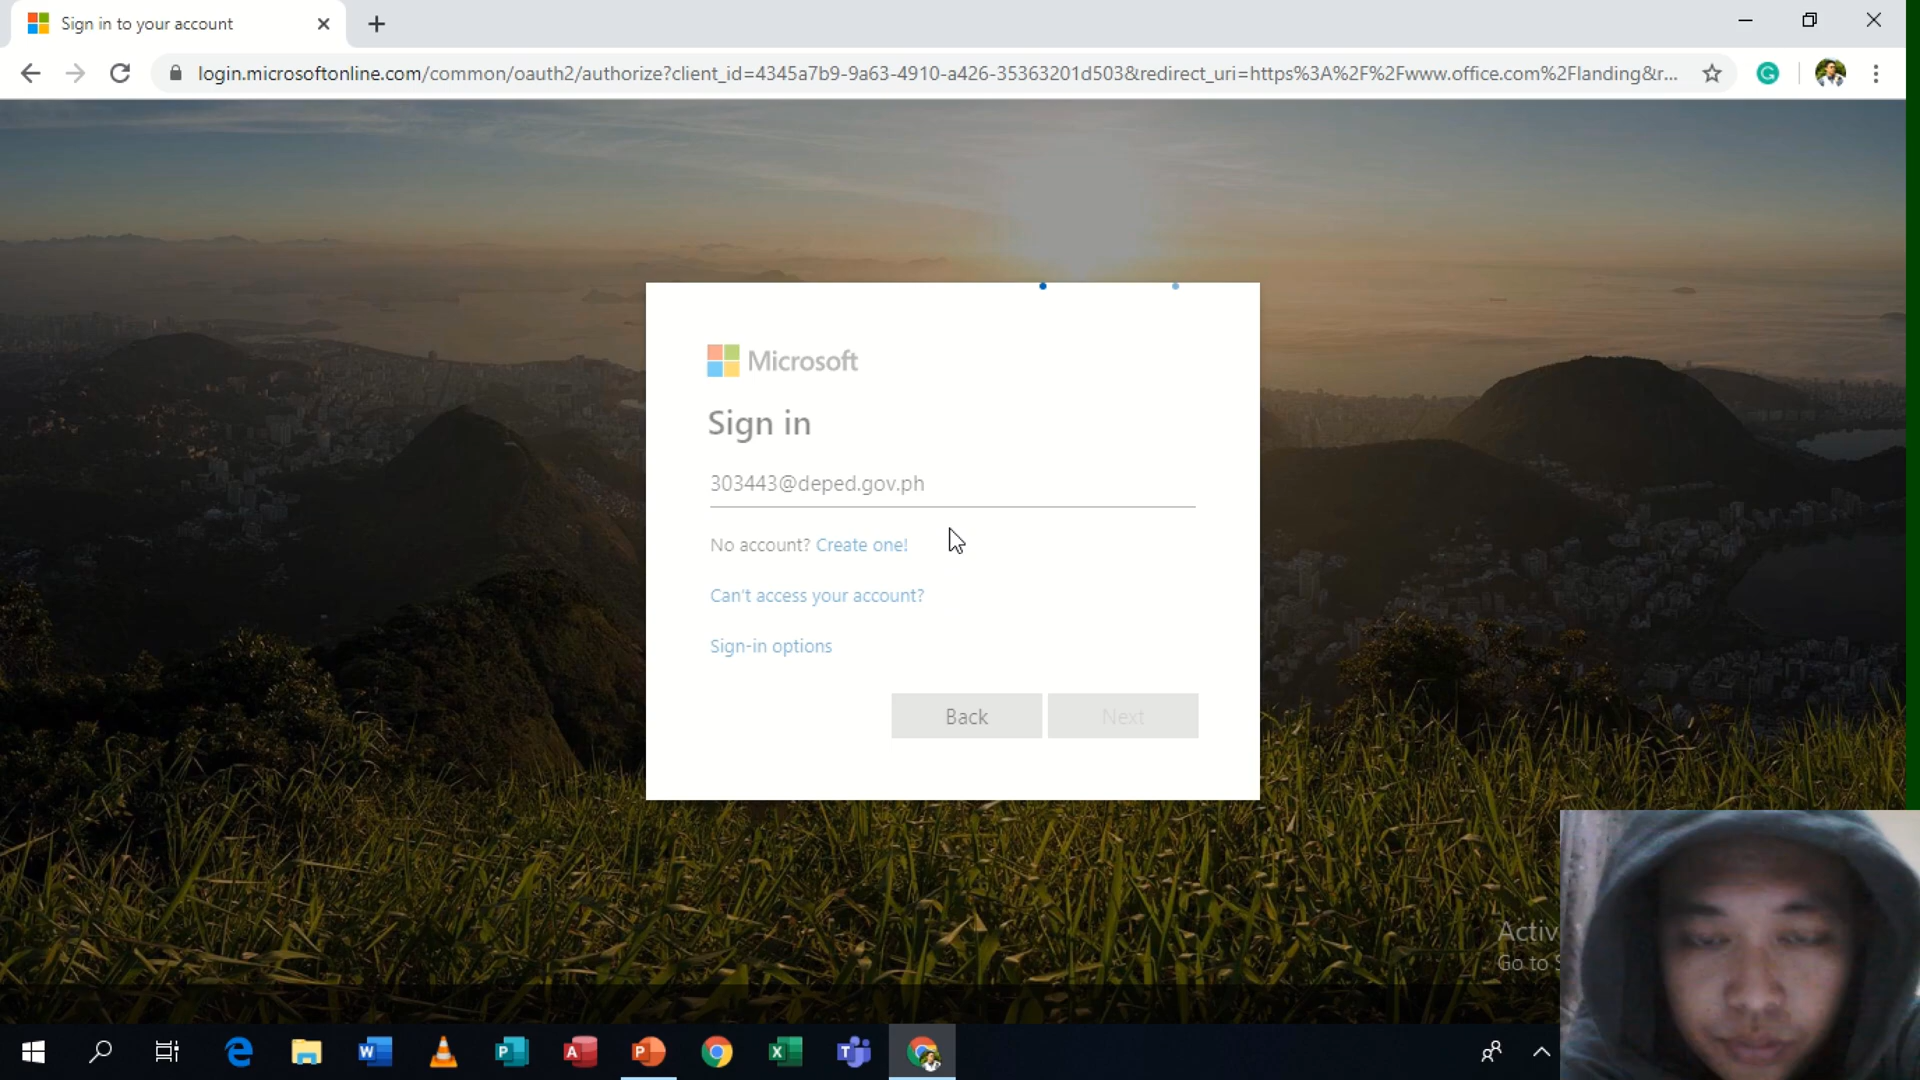 Sign in to your account
login.microsoftonline.com/common/oauth2/authorize?client_id=4345a7b9-9a63-4910-a426-35363201d503&redirect_uri=https%3A%2F%2Fwww.office.com%2Flanding&r...
Microsoft
Sign in
303443@deped.gov.ph
No account? Create one!
Can't access your account?
Sign-in options
Back
Next
Activ
Go to S